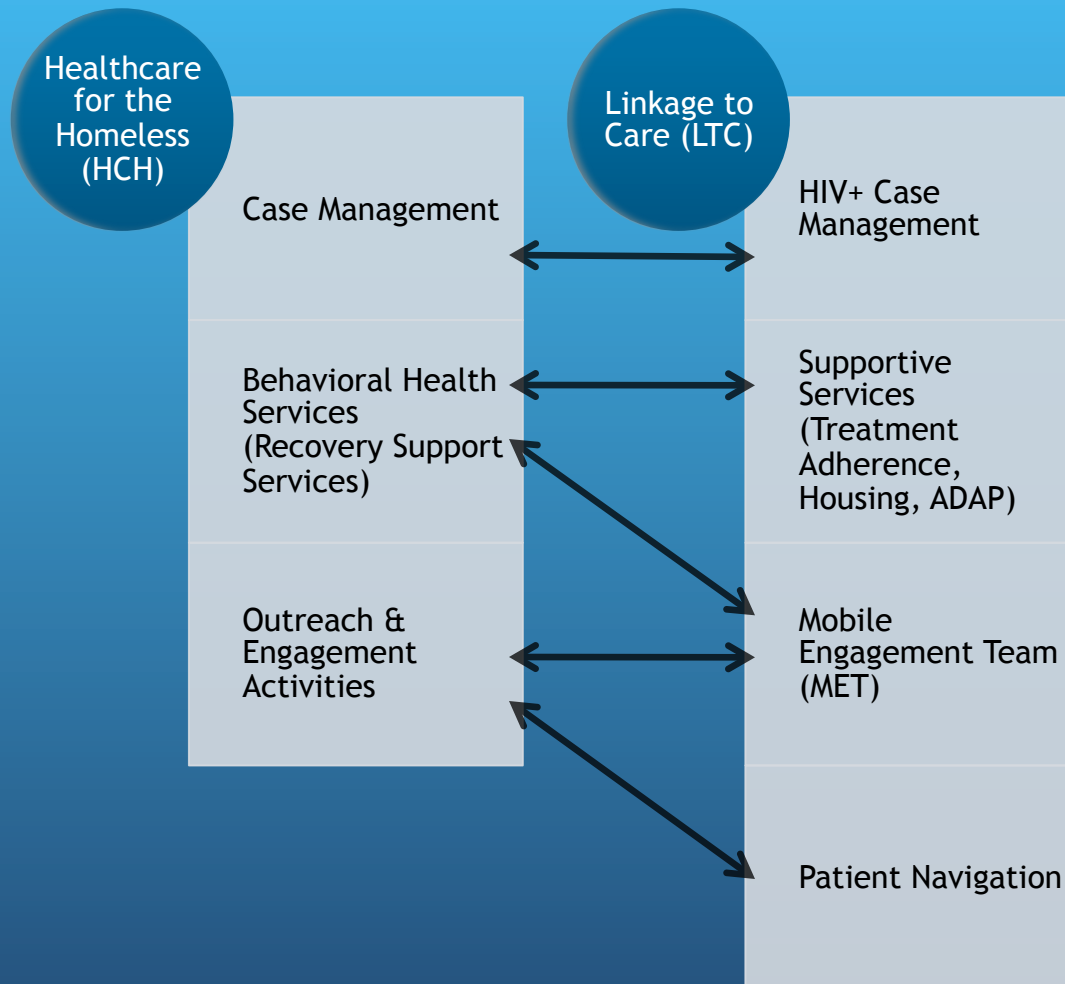 Healthcare
for the
Homeless
(HCH)
Case Management
Behavioral Health
Services
(Recovery Support
Services)
Outreach &
Engagement
Activities
Linkage to
Care (LTC)
HIV+ Case
Management
Supportive
Services
(Treatment
Adherence,
Housing, ADAP)
Mobile
Engagement Team
(MET)
Patient Navigation